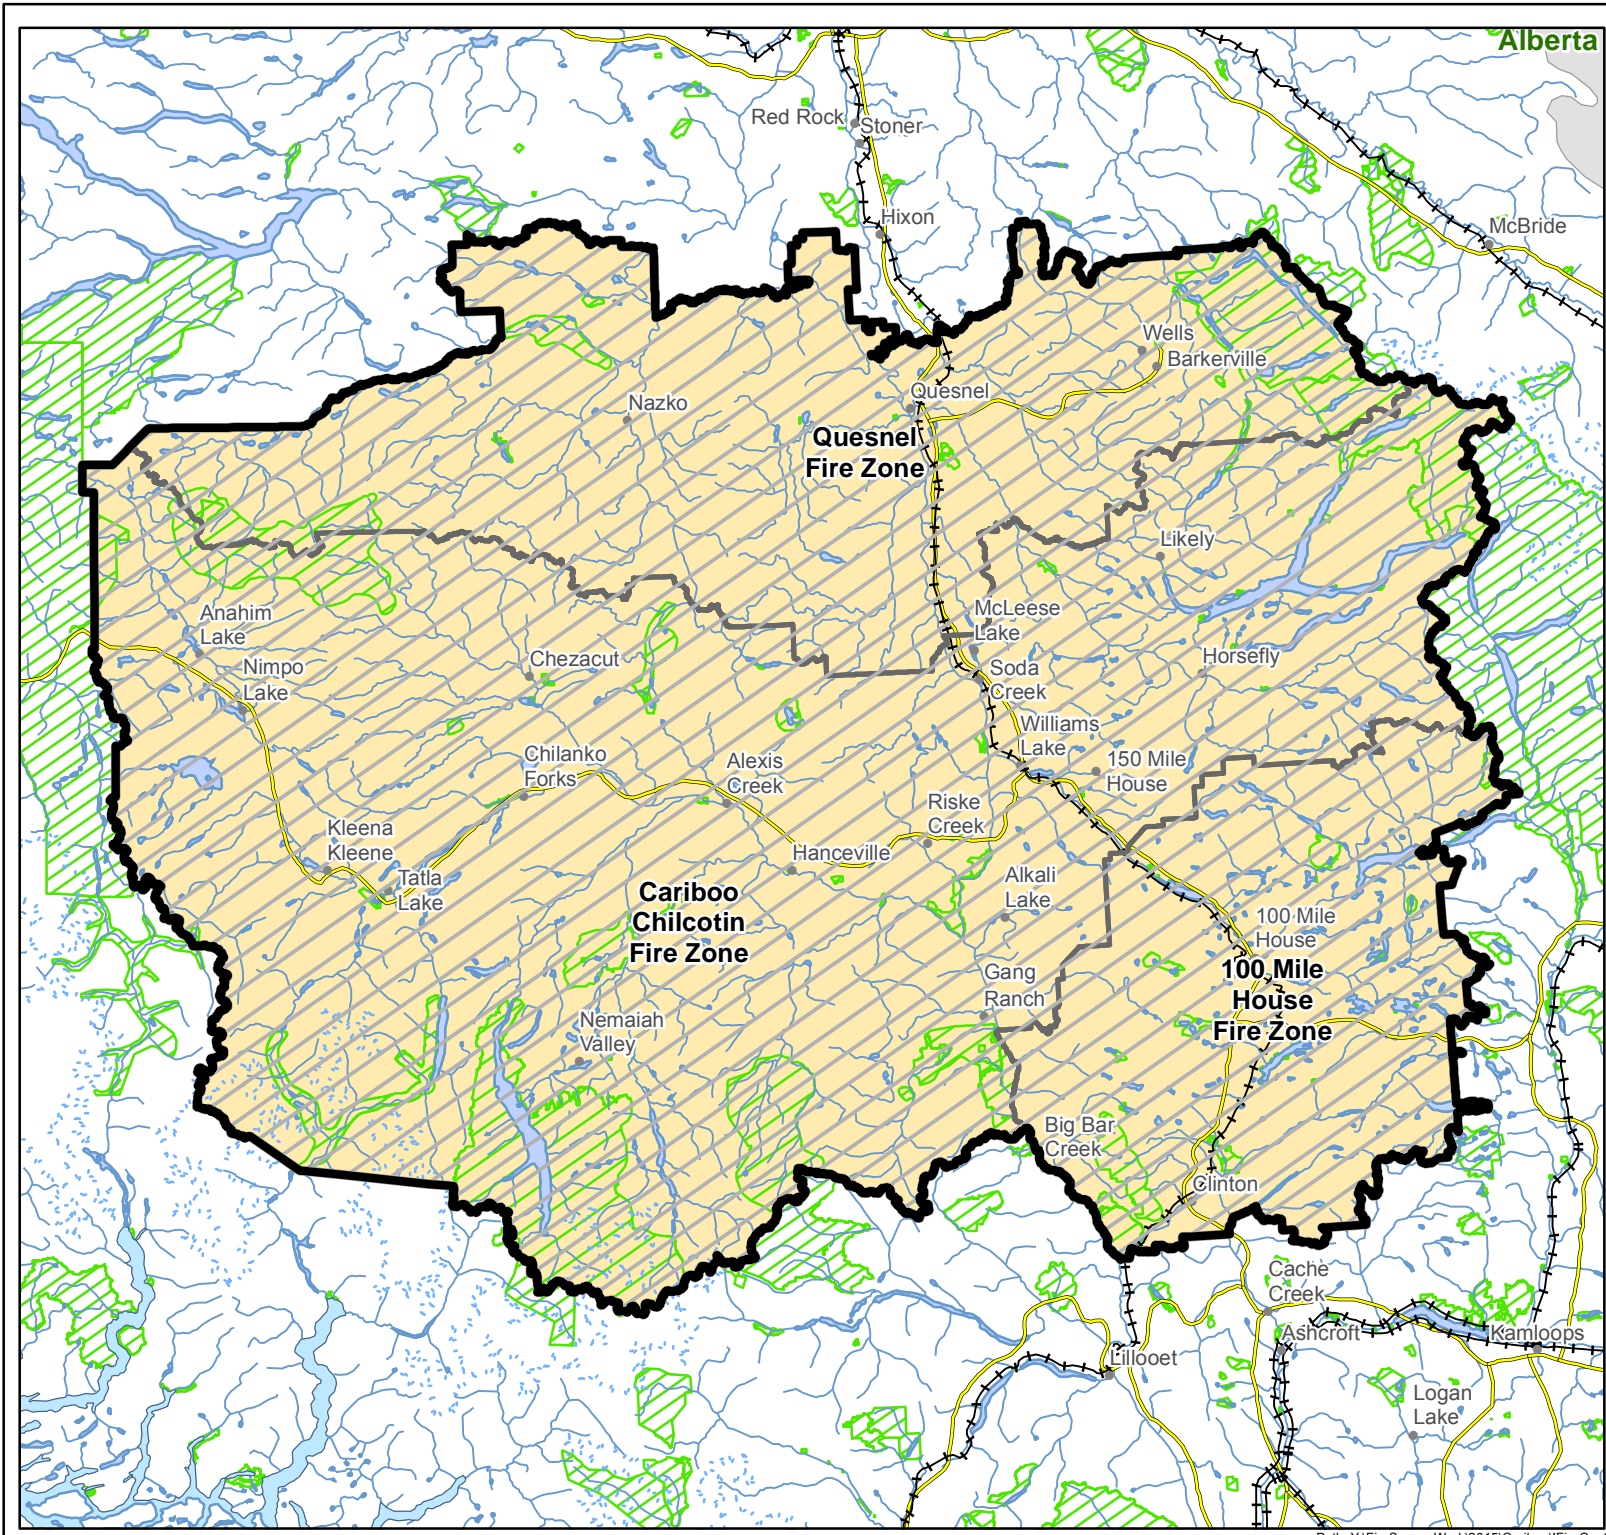 Alberta
Red Rock
Stoner
Hixon
McBride
Wells
Barkerville
Quesnel
Nazko
Quesnel
Fire Zone
Likely
McLeese
Lake
Anahim
Lake
Nimpo
Lake
Chezacut
Horsefly
Soda
Creek
Williams
Lake
150 Mile
House
Chilanko
Forks
Alexis
Creek
Riske
Creek
Kleena
Kleene
Hanceville
Tatla
Lake
Alkali
Lake
Cariboo
Chilcotin
Fire Zone
100 Mile
House
100 Mile
House
Fire Zone
Gang
Ranch
Nemaiah
Valley
Big Bar
Creek
Clinton
Cache
Creek
Ashcroft
Kamloops
Lillooet
Logan
Lake